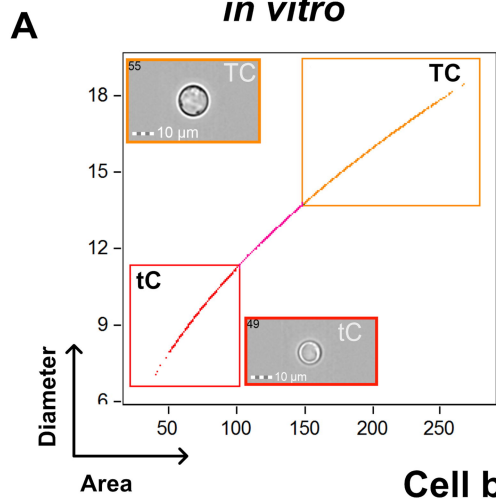 in vitro
A
55
TC
10 µm
TC
18
15
12
9
6
tC
49
tC
10 µm
50
100
150
200
250
Diameter
Area
Cell b